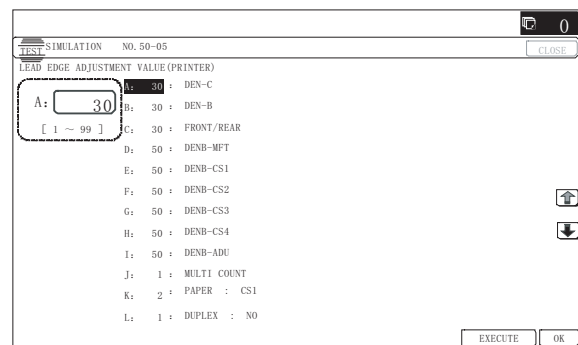 0
TEST SIMULATION NO.50-05
CLOSE
LEAD EDGE ADJUSTMENT VALUE(PRINTER)
A: 30
[ 1 ~ 99 ]
A: 30 : DEN-C
B: 30 : DEN-B
C: 30 : FRONT/REAR
D: 50 : DENB-MFT
E: 50 : DENB-CS1
F: 50 : DENB-CS2
G: 50 : DENB-CS3
H: 50 : DENB-CS4
I: 50 : DENB-ADU
J: 1 : MULTI COUNT
K: 2 : PAPER : CS1
L: 1 : DUPLEX : NO
EXECUTE OK